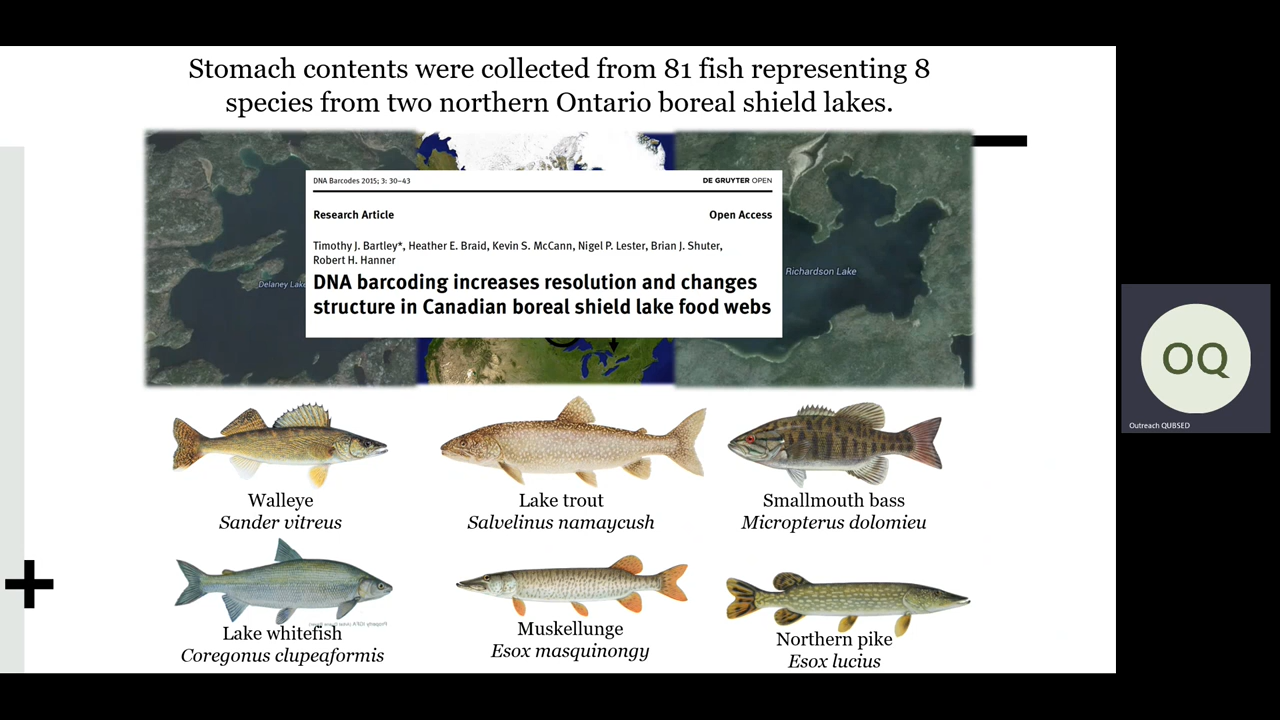 Stomach contents were collected from 81 fish representing 8
species from two northern Ontario boreal shield lakes.
DNA Barcodes 2015; 3: 30–43
DE GRUYTER OPEN
Research Article
Open Access
Timothy J. Bartley*, Heather E. Braid, Kevin S. McCann, Nigel P. Lester, Brian J. Shuter,
Robert H. Hanner
DNA barcoding increases resolution and changes
structure in Canadian boreal shield lake food webs
Delaney Lake
Richardson Lake
OQ
Outreach QUBSED
Walleye
Sander vitreus
Lake trout
Salvelinus namaycush
Smallmouth bass
Micropterus dolomieu
Lake whitefish
Coregonus clupeaformis
Muskellunge
Esox masquinongy
Northern pike
Esox lucius